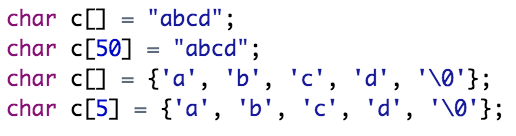 char c[] = "abcd";
char c[50] = "abcd";
char c[] = {'a', 'b', 'c', 'd', '\0'};
char c[5] = {'a', 'b', 'c', 'd', '\0'};